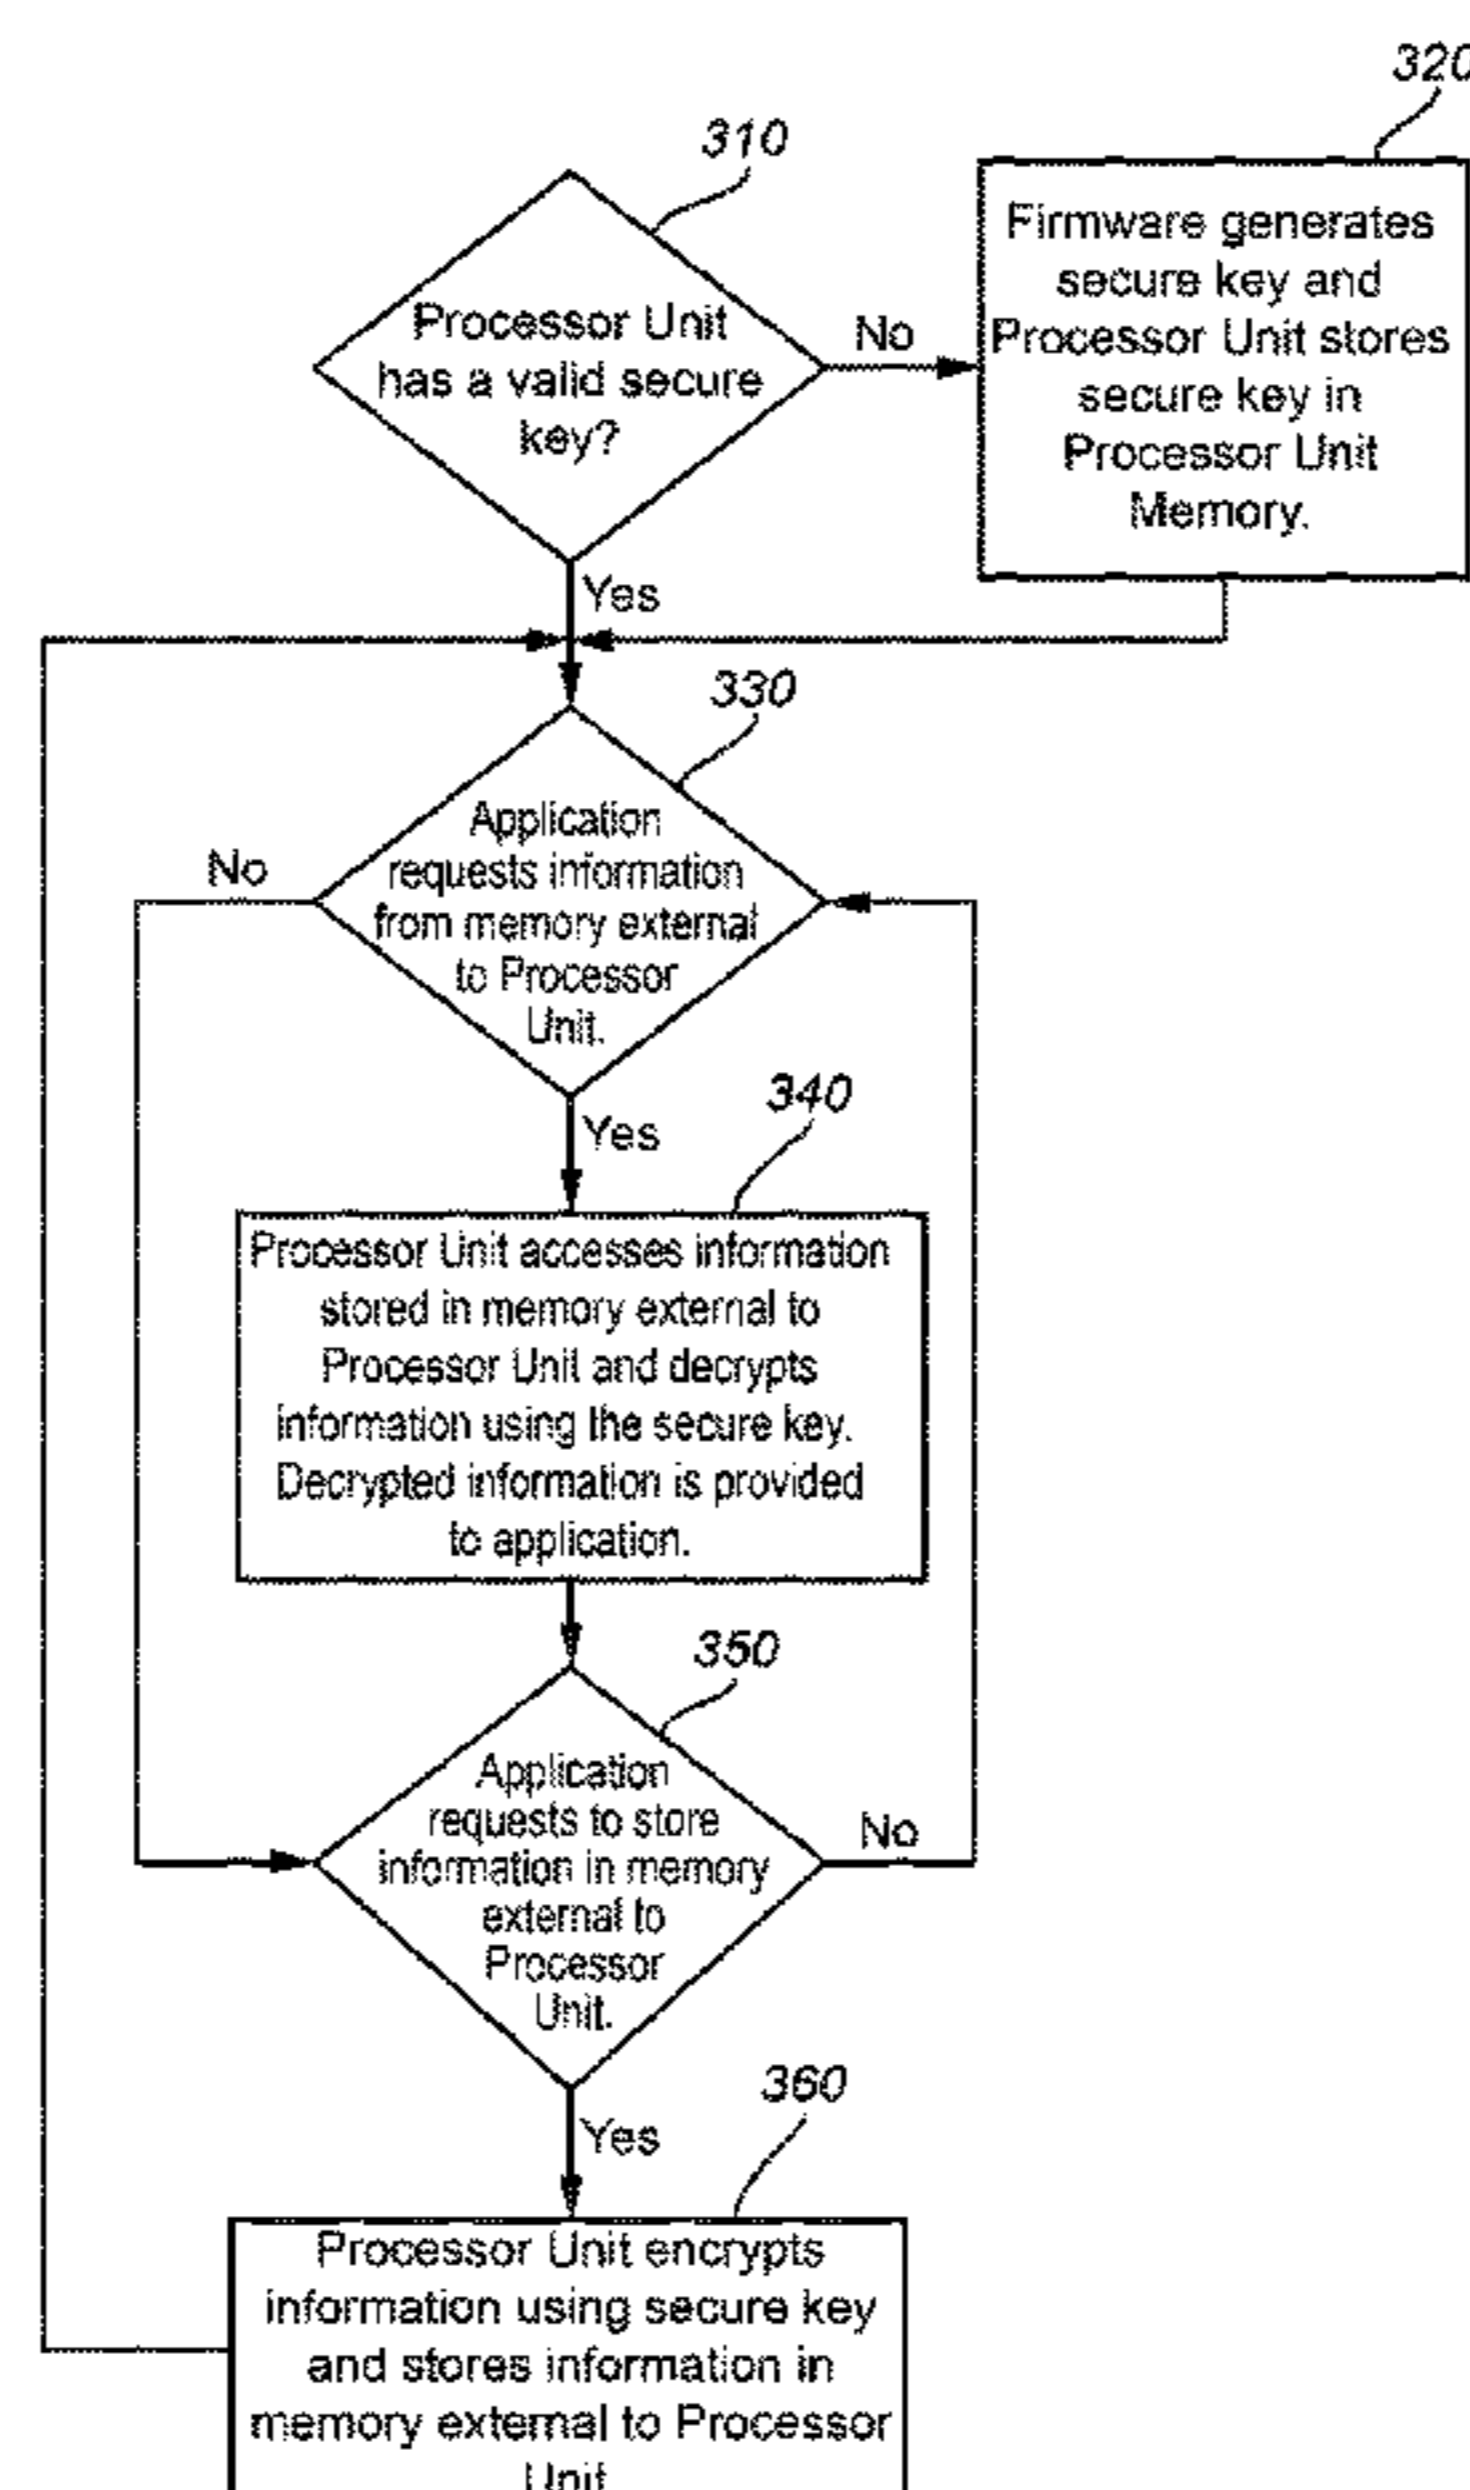 320
310
Firmware generates
secure key and
Processor Unit stores
secure key in
Processor Unit
Memory.
Processor Unit
has a valid secure
key?
No
Yes
330
Application
requests information
from memory external
to Processor
Unit.
No
Yes
340
Processor Unit accesses information
stored in memory external to
Processor Unit and decrypts
information using the secure key.
Decrypted information is provided
to application.
350
Application
requests to store
information in memory
external to
Processor
Unit.
No
Yes
360
Processor Unit encrypts
information using secure key
and stores information in
memory external to Processor
Unit